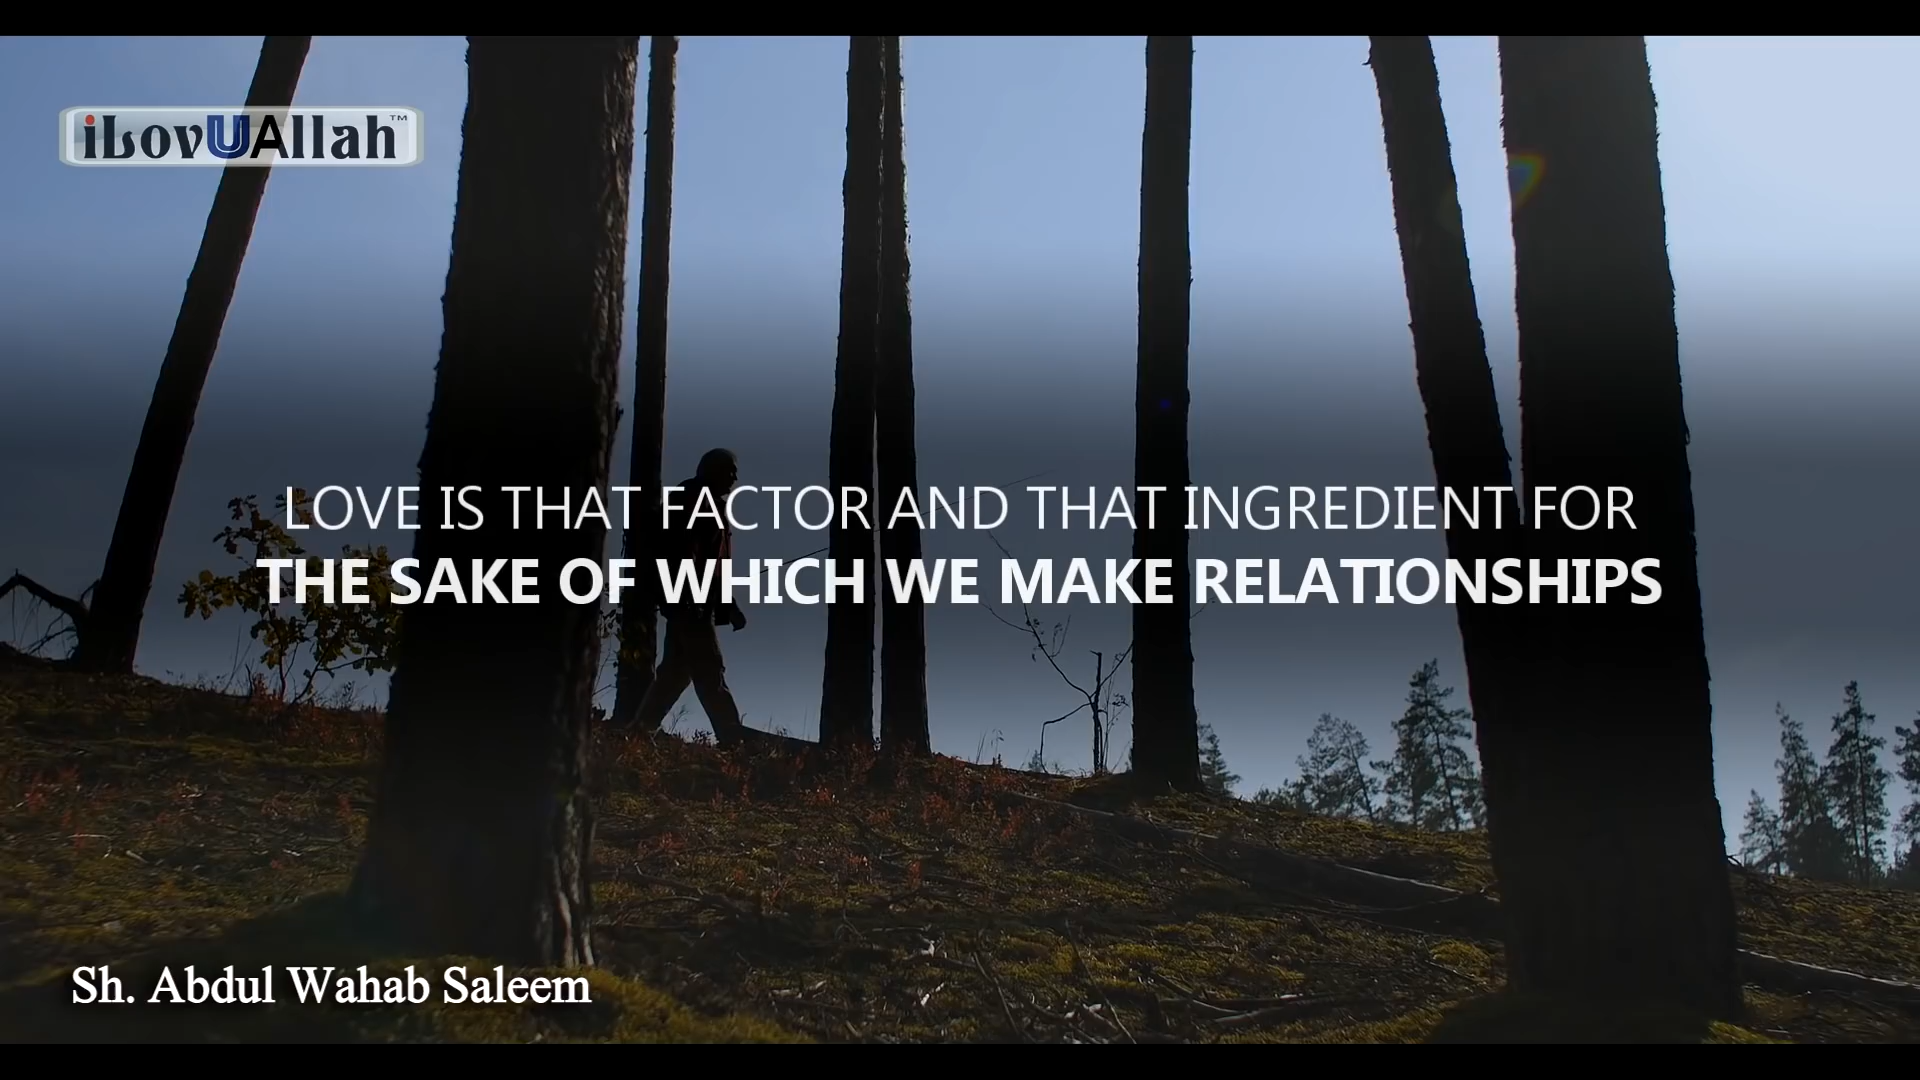 iLovUAllah™
LOVE IS THAT FACTOR AND THAT INGREDIENT FOR
THE SAKE OF WHICH WE MAKE RELATIONSHIPS
Sh. Abdul Wahab Saleem